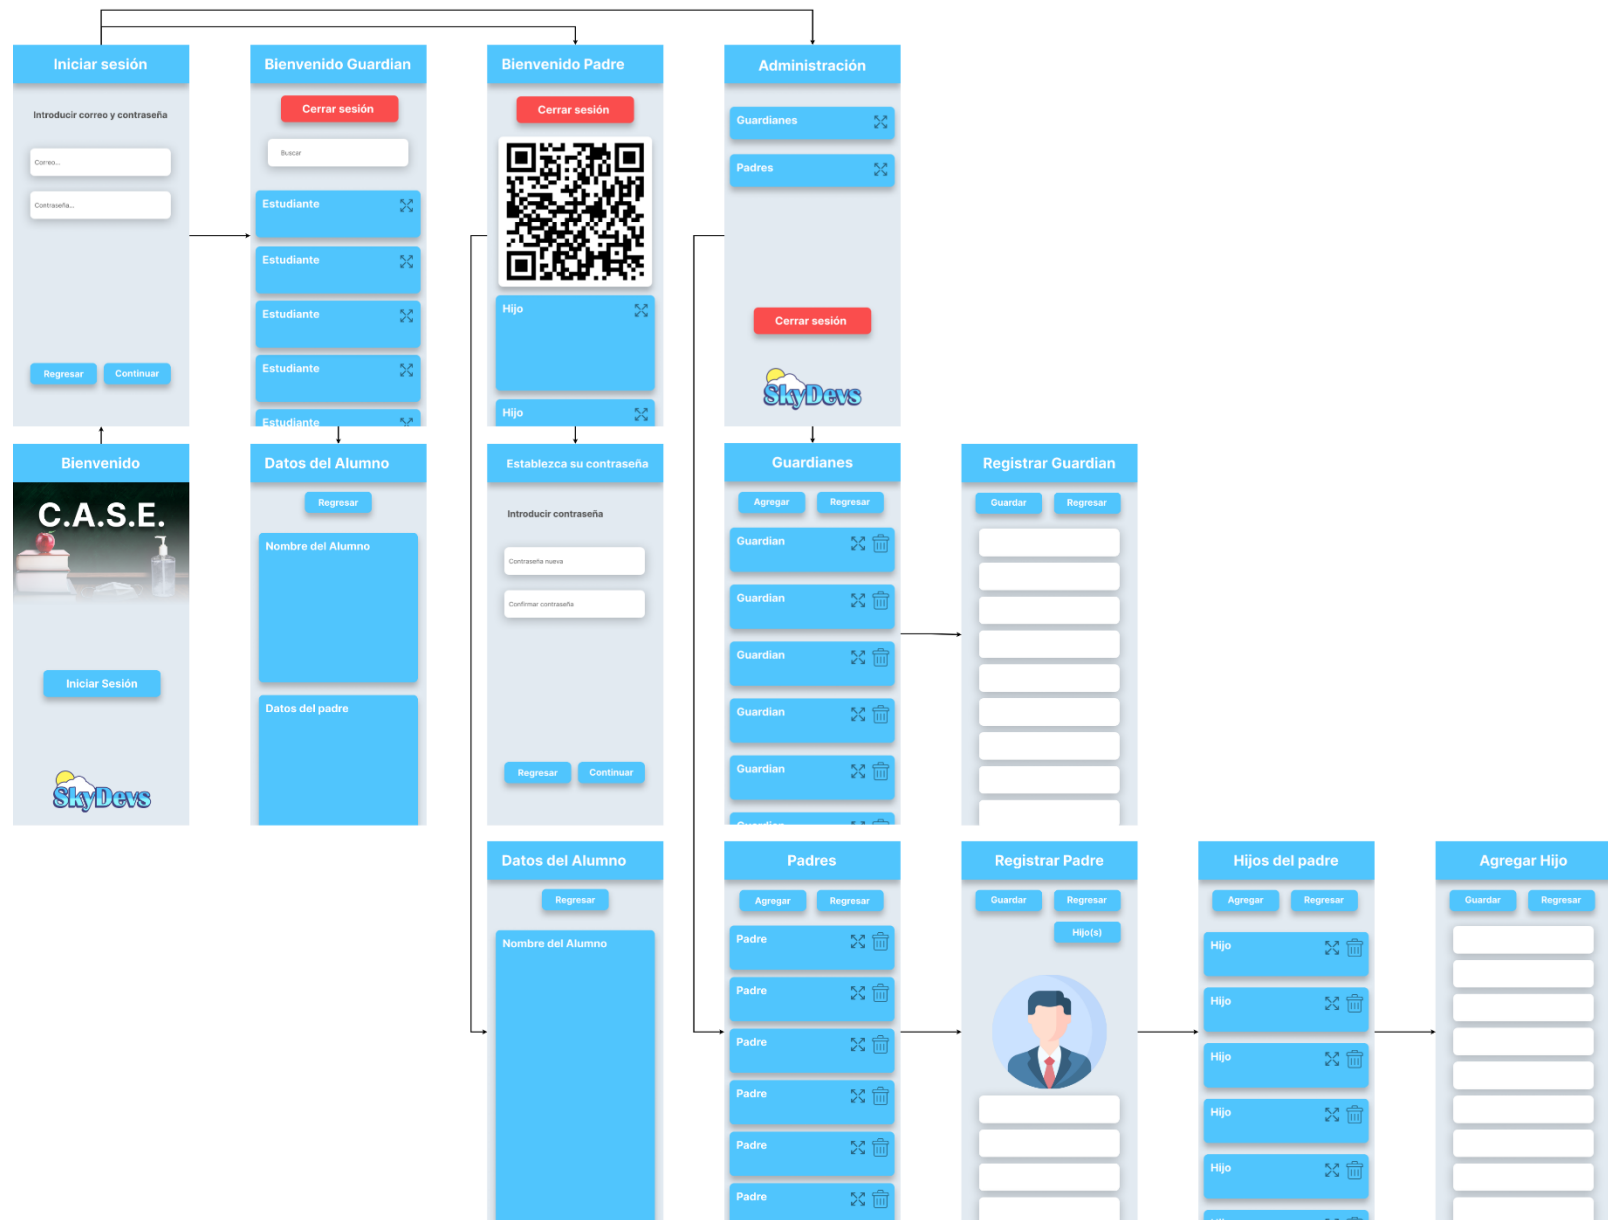 Iniciar sesión
Introducir correo y contraseña
Correo...
Contraseña...
Regresar
Continuar
Bienvenido Guardian
Cerrar sesión
Buscar
Estudiante
Estudiante
Estudiante
Estudiante
Estudiante
Bienvenido Padre
Cerrar sesión
Hijo
Hijo
Administración
Guardianes
Padres
Cerrar sesión
SkyDevs
Bienvenido
C.A.S.E.
Iniciar Sesión
SkyDevs
Datos del Alumno
Regresar
Nombre del Alumno
Datos del padre
Establezca su contraseña
Introducir contraseña
Contraseña nueva
Confirmar contraseña
Regresar
Continuar
Guardianes
Agregar
Regresar
Guardian
Guardian
Guardian
Guardian
Guardian
Guardian
Registrar Guardian
Guardar
Regresar
Datos del Alumno
Regresar
Nombre del Alumno
Padres
Agregar
Regresar
Padre
Padre
Padre
Padre
Padre
Padre
Registrar Padre
Guardar
Regresar
Hijo(s)
Hijos del padre
Agregar
Regresar
Hijo
Hijo
Hijo
Hijo
Hijo
Agregar Hijo
Guardar
Regresar